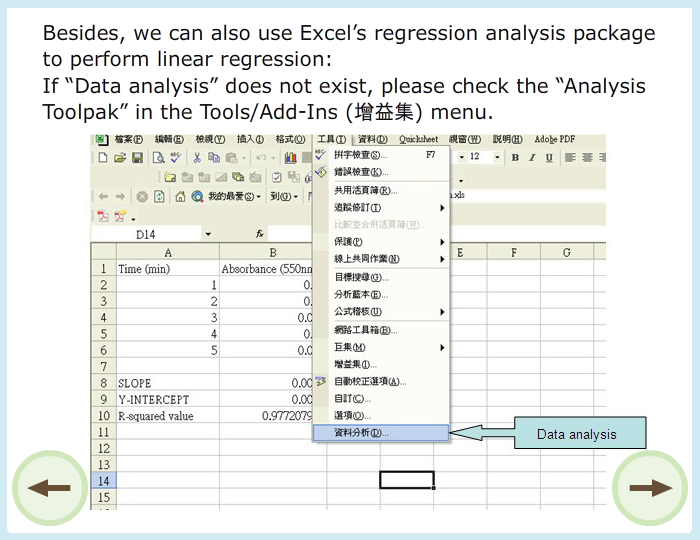 Besides, we can also use Excel’s regression analysis package
to perform linear regression:
If “Data analysis” does not exist, please check the “Analysis
Toolpak” in the Tools/Add-Ins (增益集) menu.
檔案(F) 編輯(E) 檢視(V) 插入(I) 格式(O) 工具(T) 資料(D) Quicksheet 視窗(W) 說明(H) Adobe PDF
12 B I U
我的最愛(S) 到(G)
.xls
D14 fx
拼字檢查(S)... F7
錯誤檢查(K)...
共用活頁簿(R)...
追蹤修訂(T)
比較並合併活頁簿(W)...
保護(P)
線上共同作業(N)
目標搜尋(G)...
分析藍本(E)...
公式稽核(U)
網路工具箱(B)...
巨集(M)
增益集(I)...
自動校正選項(A)...
自訂(C)...
選項(O)...
資料分析(D)...
A B E F G
1 Time (min) Absorbance (550nm
2 1 0.
3 2 0.
4 3 0.0
5 4 0.
6 5 0.0
7
8 SLOPE 0.00
9 Y-INTERCEPT 0.00
10 R-squared value 0.9772079
11
12
13
14
15
Data analysis